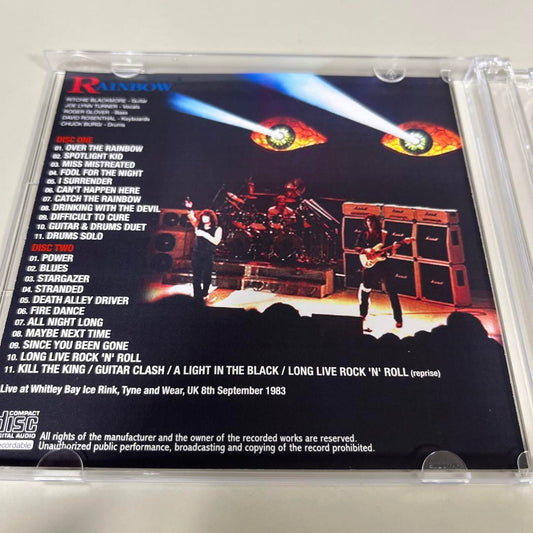 RAINBOW
RITCHIE BLACKMORE - Guitar
JOE LYNN TURNER - Vocals
ROGER GLOVER - Bass
DAVID ROSENTHAL - Keyboards
CHUCK BURGI - Drums
DISC ONE
01. OVER THE RAINBOW
02. SPOTLIGHT KID
03. MISS MISTREATED
04. FOOL FOR THE NIGHT
05. I SURRENDER
06. CAN'T HAPPEN HERE
07. CATCH THE RAINBOW
08. DRINKING WITH THE DEVIL
09. DIFFICULT TO CURE
10. GUITAR & DRUMS DUET
11. DRUMS SOLO
DISC TWO
01. POWER
02. BLUES
03. STARGAZER
04. STRANDED
05. DEATH ALLEY DRIVER
06. FIRE DANCE
07. ALL NIGHT LONG
08. MAYBE NEXT TIME
09. SINCE YOU BEEN GONE
10. LONG LIVE ROCK 'N' ROLL
11. KILL THE KING / GUITAR CLASH / A LIGHT IN THE BLACK / LONG LIVE ROCK 'N' ROLL (reprise)
Live at Whitley Bay Ice Rink, Tyne and Wear, UK 8th September 1983
COMPACT
disc
DIGITAL AUDIO
Recordable
All rights of the manufacturer and the owner of the recorded works are reserved.
Unauthorized public performance, broadcasting and copying of the record prohibited.